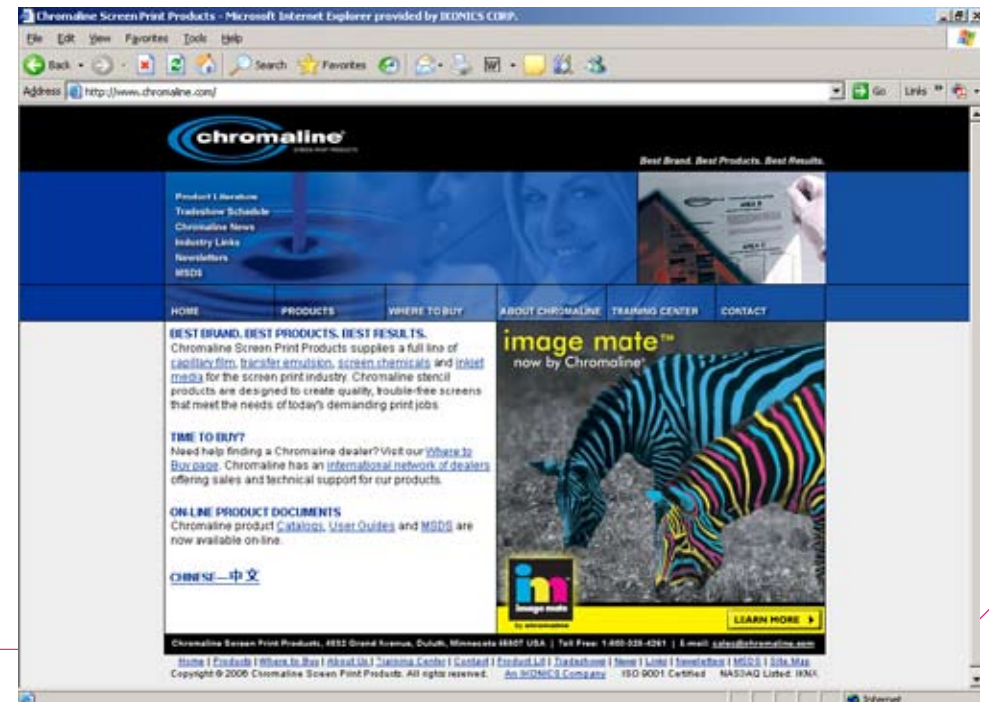 Chromaline Screen Print Products - Microsoft Internet Explorer provided by IKONICS CORP.
File Edit View Favorites Tools Help
Back Search Favorites
Address http://www.chromaline.com/ Go Links
chromaline
SCREEN PRINT PRODUCTS
Best Brand. Best Products. Best Results.
Product Literature
Tradeshow Schedule
Chromaline News
Industry Links
Newsletters
MSDS
HOME PRODUCTS WHERE TO BUY ABOUT CHROMALINE TRAINING CENTER CONTACT
BEST BRAND. BEST PRODUCTS. BEST RESULTS.
Chromaline Screen Print Products supplies a full line of
capillary film, transfer emulsion, screen chemicals and inkjet
media for the screen print industry. Chromaline stencil
products are designed to create quality, trouble-free screens
that meet the needs of today's demanding print jobs.
TIME TO BUY?
Need help finding a Chromaline dealer? Visit our Where to
Buy page. Chromaline has an international network of dealers
offering sales and technical support for our products.
ON-LINE PRODUCT DOCUMENTS
Chromaline product Catalogs, User Guides and MSDS are
now available on-line.
CHINESE—中文
image mate™
now by Chromaline®
im
image mate
by chromaline
LEARN MORE
Chromaline Screen Print Products, 4832 Grand Avenue, Duluth, Minnesota 55807 USA | Toll Free: 1-800-328-4261 | E-mail: sales@chromaline.com
Home | Products | Where to Buy | About Us | Training Center | Contact | Product Lit | Tradeshows | News | Links | Newsletters | MSDS | Site Map
Copyright © 2006 Chromaline Screen Print Products. All rights reserved. An IKONICS Company ISO 9001 Certified NASDAQ Listed: IKNX
Internet